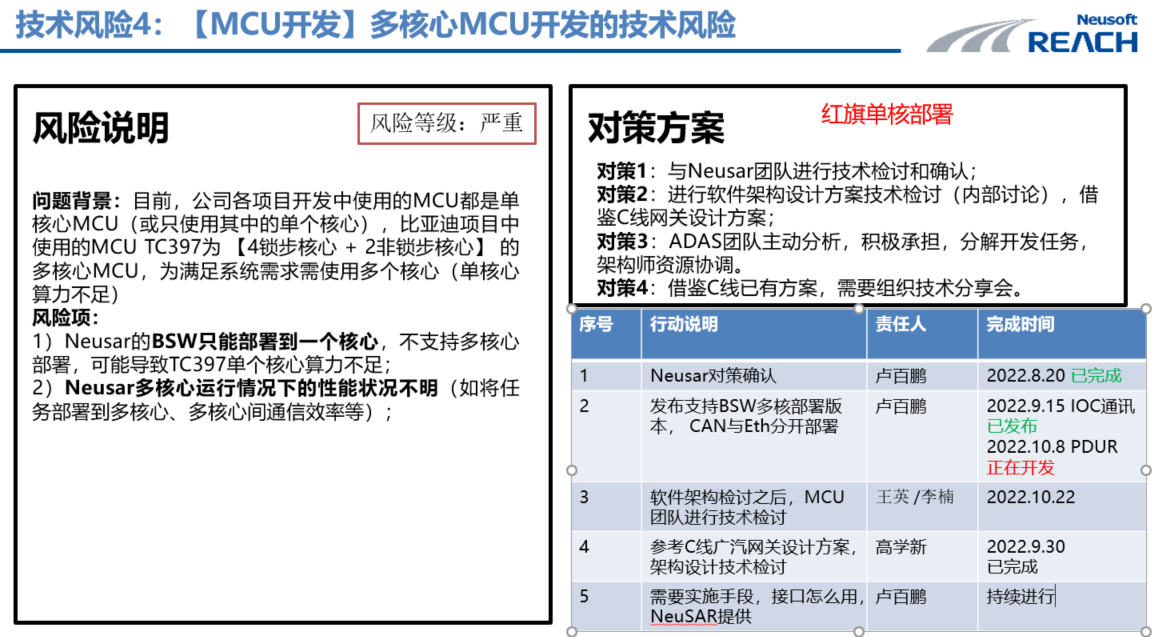 技术风险4：【MCU开发】多核心MCU开发的技术风险
Neusoft
REACH
风险说明
风险等级：严重
问题背景：目前，公司各项目开发中使用的MCU都是单
核心MCU（或只使用其中的单个核心），比亚迪项目中
使用的MCU TC397为 【4锁步核心 + 2非锁步核心】 的
多核心MCU，为满足系统需求需使用多个核心（单核心
算力不足）
风险项：
1）Neusar的BSW只能部署到一个核心，不支持多核心
部署，可能导致TC397单个核心算力不足；
2）Neusar多核心运行情况下的性能状况不明（如将任
务部署到多核心、多核心间通信效率等）；
对策方案
红旗单核部署
对策1：与Neusar团队进行技术检讨和确认；
对策2：进行软件架构设计方案技术检讨（内部讨论），借
鉴C线网关设计方案；
对策3：ADAS团队主动分析，积极承担，分解开发任务，
架构师资源协调。
对策4：借鉴C线已有方案，需要组织技术分享会。
序号 行动说明 责任人 完成时间
1 Neusar对策确认 卢百鹏 2022.8.20 已完成
2 发布支持BSW多核部署版 卢百鹏 2022.9.15 IOC通讯
本， CAN与Eth分开部署 已发布
2022.10.8 PDUR
正在开发
3 软件架构检讨之后，MCU 王英 /李楠 2022.10.22
团队进行技术检讨
4 参考C线广汽网关设计方案， 高学新 2022.9.30
架构设计技术检讨 已完成
5 需要实施手段，接口怎么用， 卢百鹏 持续进行
NeuSAR提供